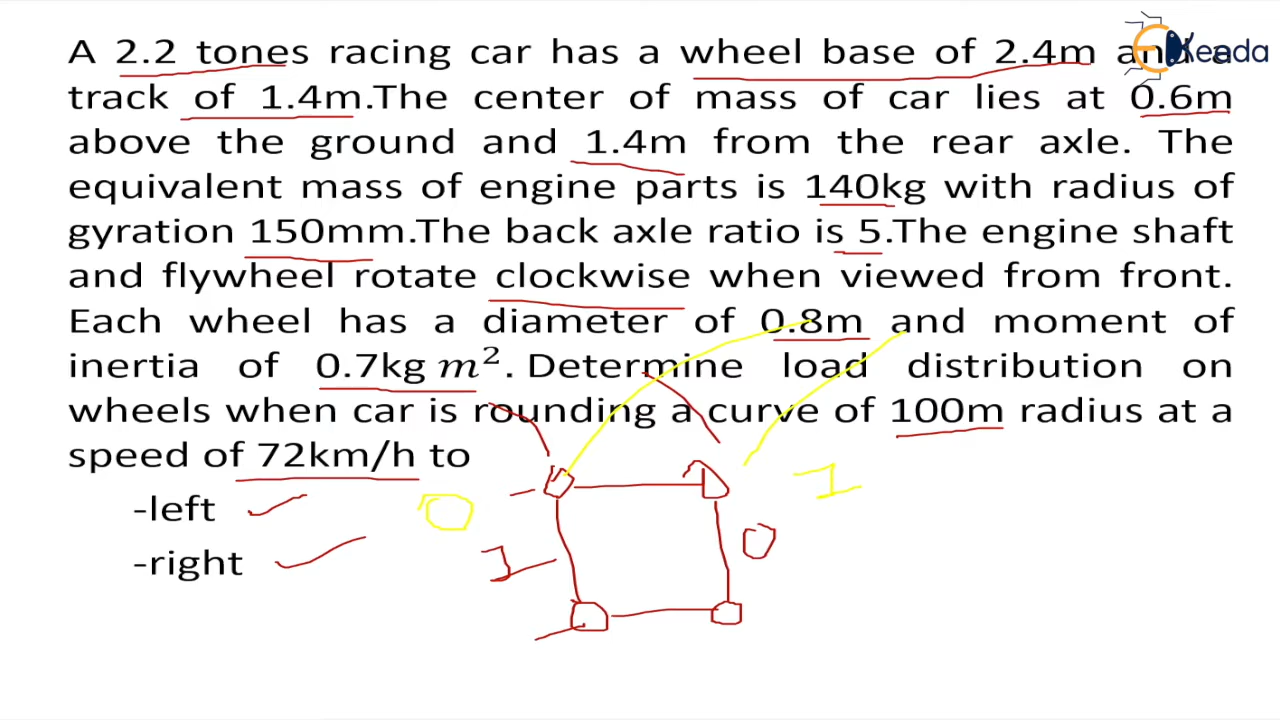 A 2.2 tones racing car has a wheel base of 2.4m and a
track of 1.4m.The center of mass of car lies at 0.6m
above the ground and 1.4m from the rear axle. The
equivalent mass of engine parts is 140kg with radius of
gyration 150mm.The back axle ratio is 5.The engine shaft
and flywheel rotate clockwise when viewed from front.
Each wheel has a diameter of 0.8m and moment of
inertia of 0.7kg m². Determine load distribution on
wheels when car is rounding a curve of 100m radius at a
speed of 72km/h to
-left
-right
O I
I O